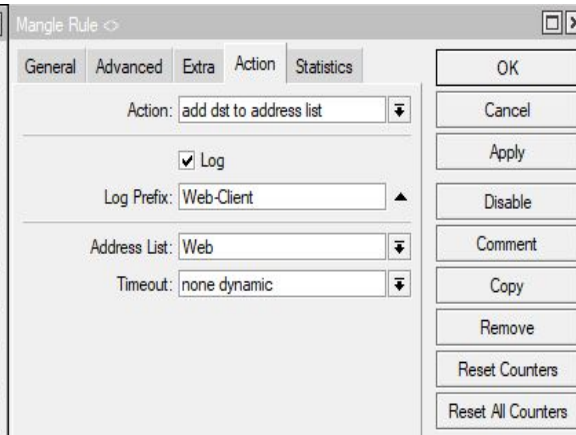 Mangle Rule <>
General Advanced Extra Action Statistics
Action: add dst to address list
Log
Log Prefix: Web-Client
Address List: Web
Timeout: none dynamic
OK
Cancel
Apply
Disable
Comment
Copy
Remove
Reset Counters
Reset All Counters